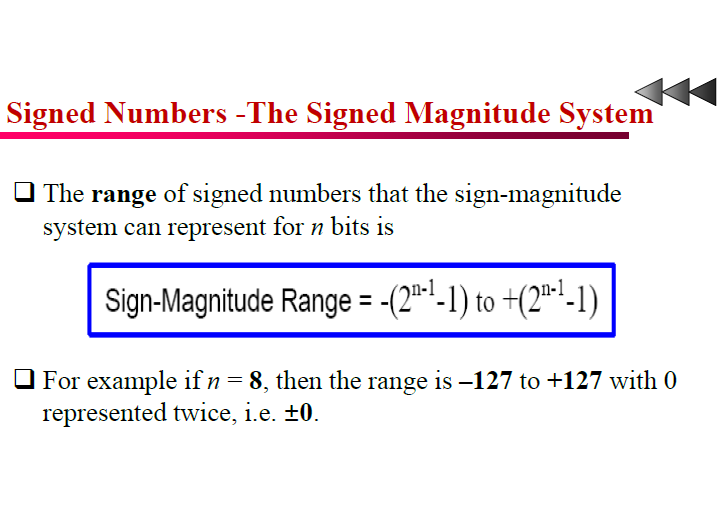 Signed Numbers -The Signed Magnitude System
❑ The range of signed numbers that the sign-magnitude
system can represent for n bits is
Sign-Magnitude Range = -(2ⁿ⁻¹-1) to +(2ⁿ⁻¹-1)
❑ For example if n = 8, then the range is –127 to +127 with 0
represented twice, i.e. ±0.